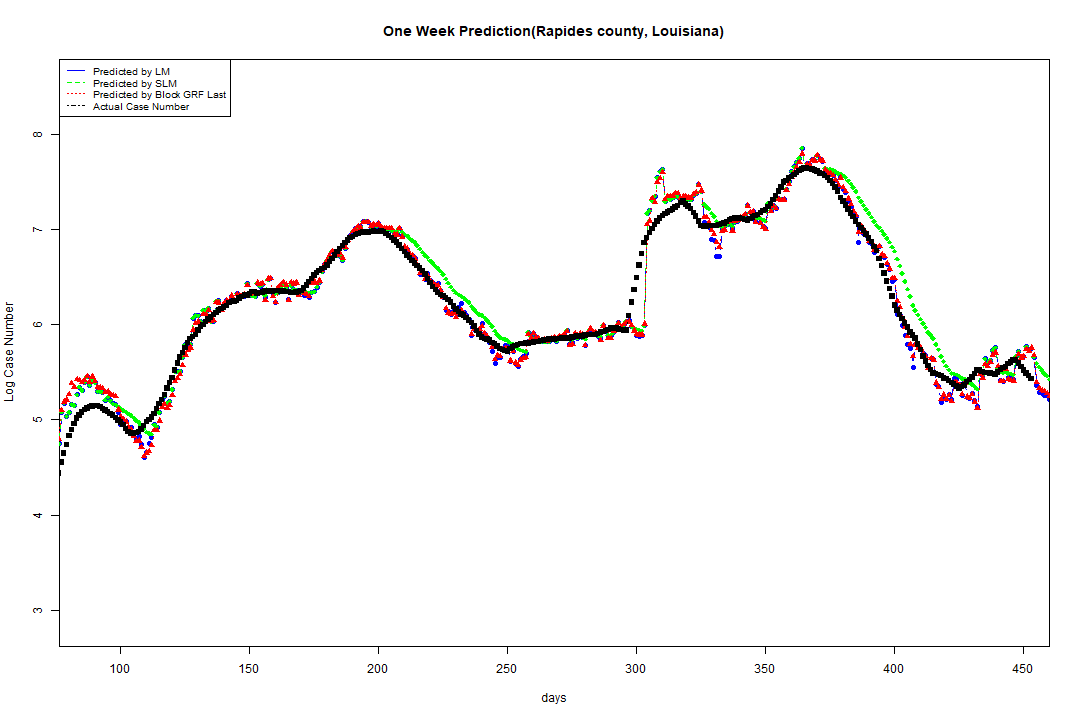 One Week Prediction(Rapides county, Louisiana)
Predicted by LM
Predicted by SLM
Predicted by Block GRF Last
Actual Case Number
8
7
6
5
4
3
Log Case Number
100 150 200 250 300 350 400 450
days